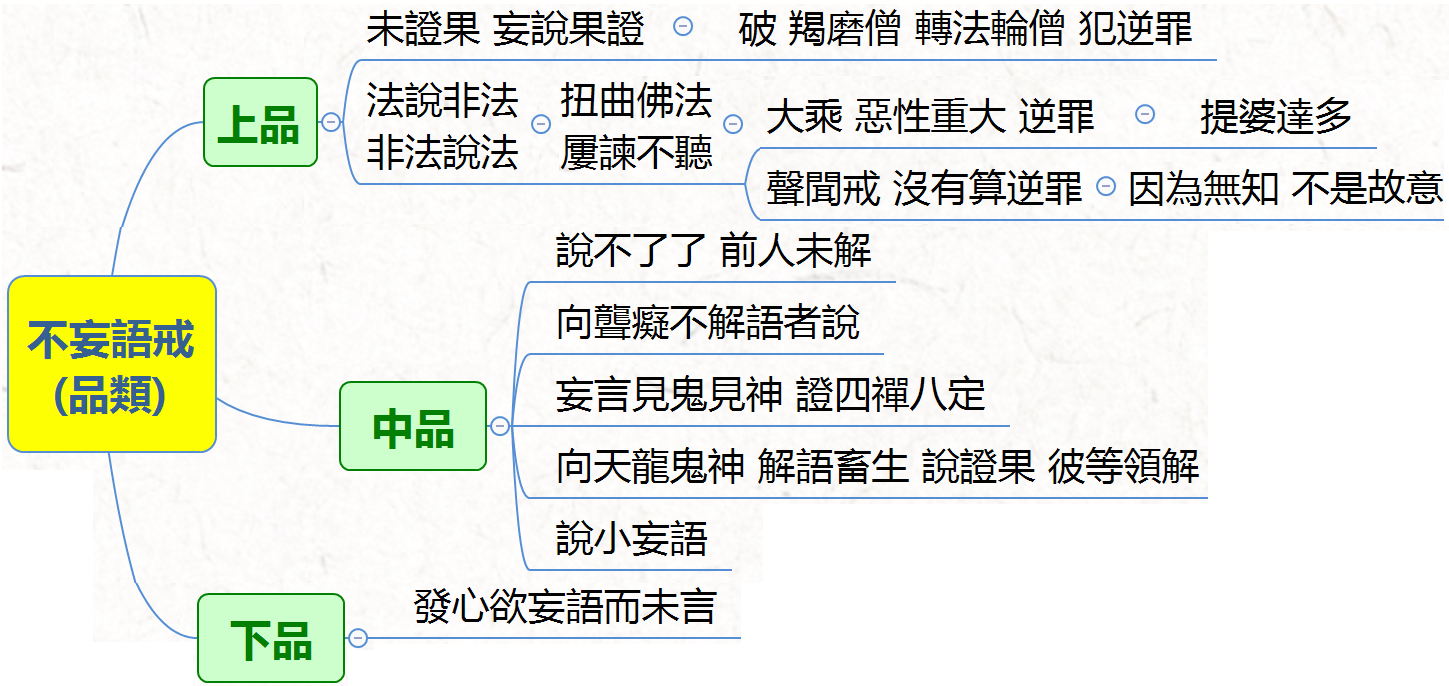 不妄語戒
(品類)
上品
未證果 妄說果證
破 羯磨僧 轉法輪僧 犯逆罪
法說非法
非法說法
扭曲佛法
屢諫不聽
大乘 惡性重大 逆罪
提婆達多
聲聞戒 沒有算逆罪
因為無知 不是故意
中品
說不了了 前人未解
向聾癡不解語者說
妄言見鬼見神 證四禪八定
向天龍鬼神 解語畜生 說證果 彼等領解
說小妄語
下品
發心欲妄語而未言